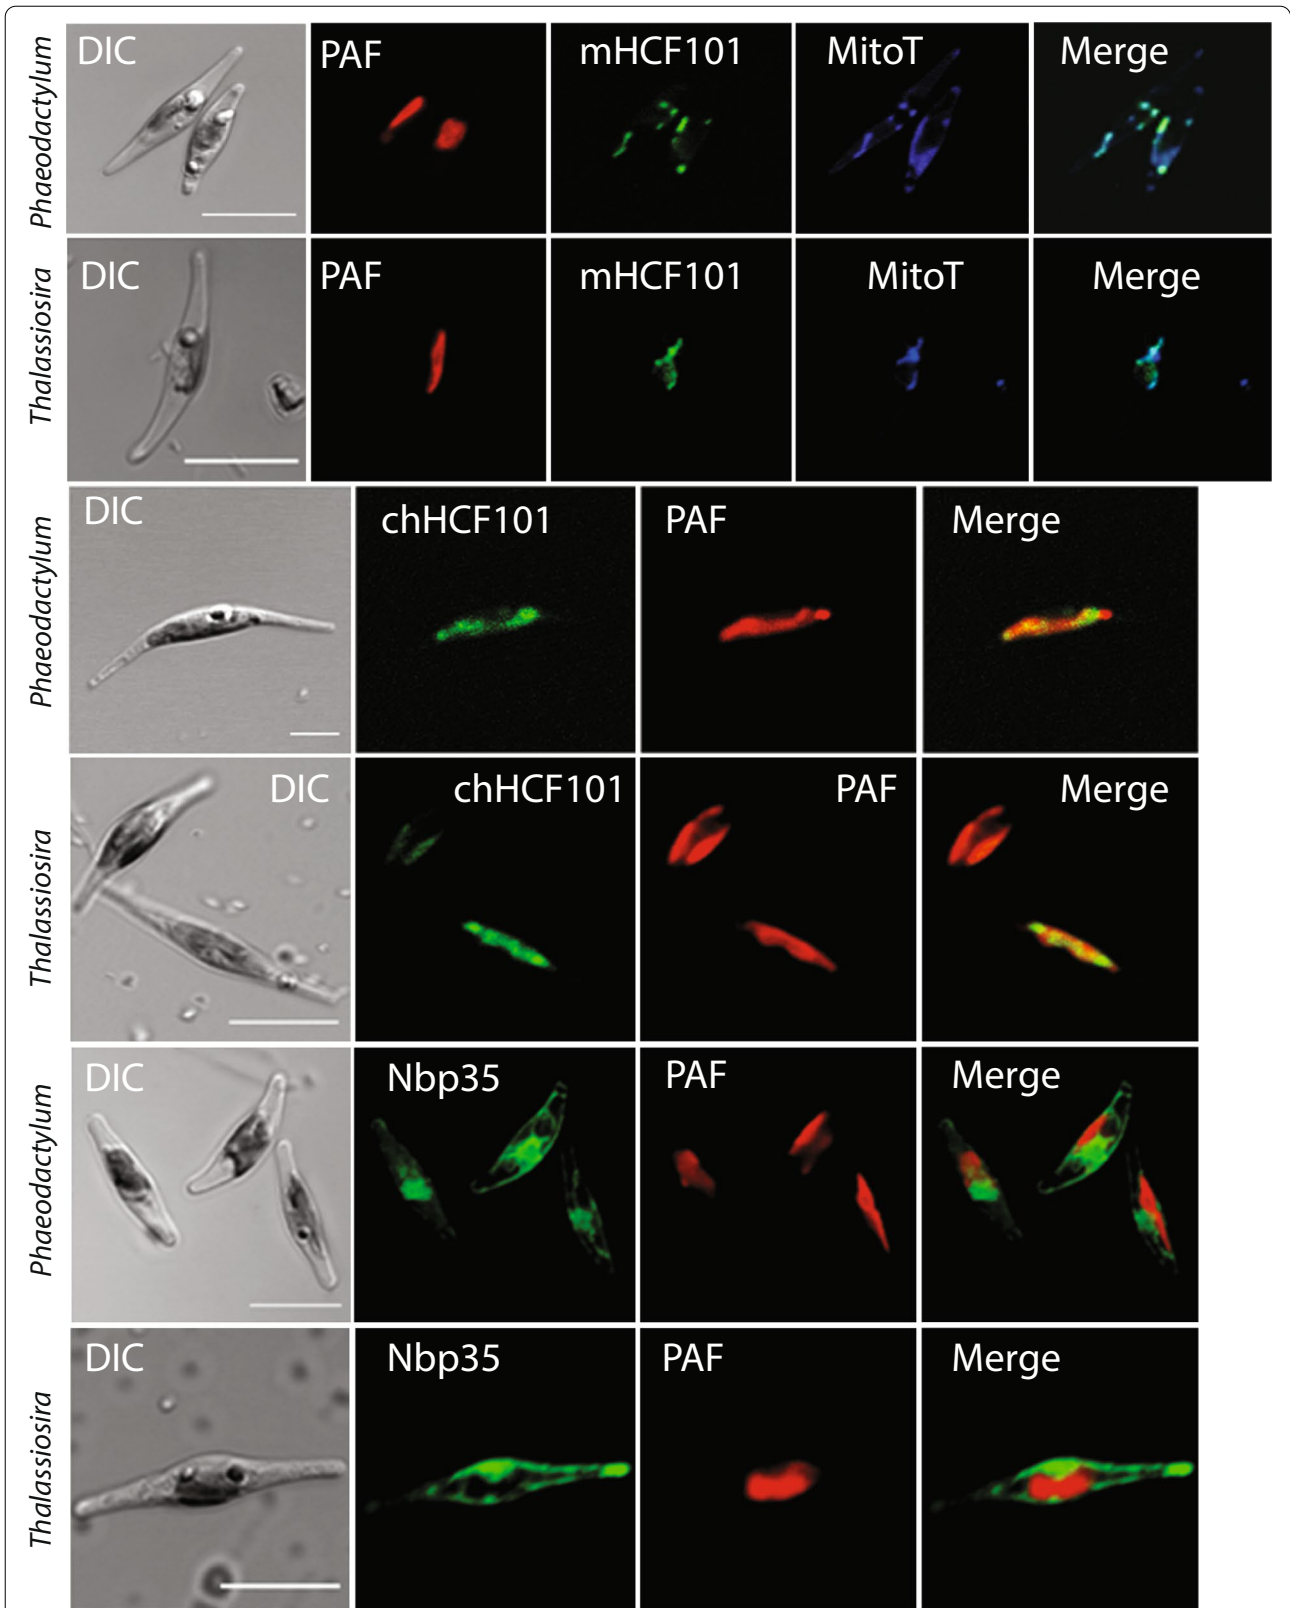 Phaeodactylum
DIC
PAF
mHCF101
MitoT
Merge
Thalassiosira
DIC
PAF
mHCF101
MitoT
Merge
Phaeodactylum
DIC
chHCF101
PAF
Merge
Thalassiosira
DIC
chHCF101
PAF
Merge
Phaeodactylum
DIC
Nbp35
PAF
Merge
Thalassiosira
DIC
Nbp35
PAF
Merge